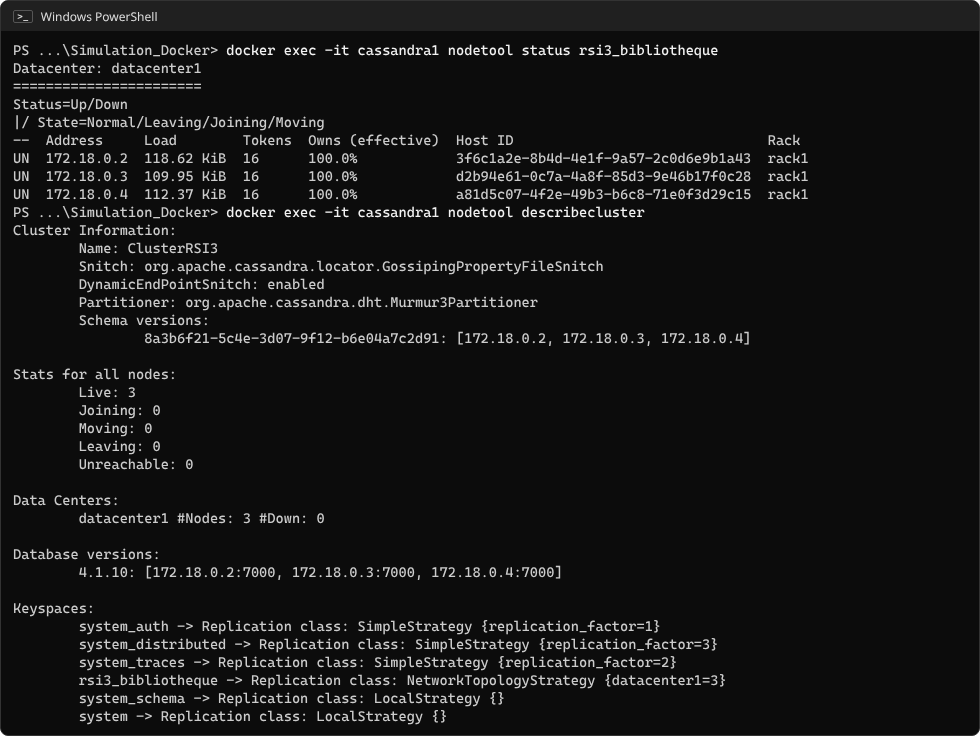 Windows PowerShell
PS ...\Simulation_Docker> docker exec -it cassandra1 nodetool status rsi3_bibliotheque
Datacenter: datacenter1
=======================
Status=Up/Down
|/ State=Normal/Leaving/Joining/Moving
--  Address     Load        Tokens  Owns (effective)  Host ID                               Rack
UN  172.18.0.2  118.62 KiB  16      100.0%            3f6c1a2e-8b4d-4e1f-9a57-2c0d6e9b1a43  rack1
UN  172.18.0.3  109.95 KiB  16      100.0%            d2b94e61-0c7a-4a8f-85d3-9e46b17f0c28  rack1
UN  172.18.0.4  112.37 KiB  16      100.0%            a81d5c07-4f2e-49b3-b6c8-71e0f3d29c15  rack1
PS ...\Simulation_Docker> docker exec -it cassandra1 nodetool describecluster
Cluster Information:
        Name: ClusterRSI3
        Snitch: org.apache.cassandra.locator.GossipingPropertyFileSnitch
        DynamicEndPointSnitch: enabled
        Partitioner: org.apache.cassandra.dht.Murmur3Partitioner
        Schema versions:
                8a3b6f21-5c4e-3d07-9f12-b6e04a7c2d91: [172.18.0.2, 172.18.0.3, 172.18.0.4]

Stats for all nodes:
        Live: 3
        Joining: 0
        Moving: 0
        Leaving: 0
        Unreachable: 0

Data Centers:
        datacenter1 #Nodes: 3 #Down: 0

Database versions:
        4.1.10: [172.18.0.2:7000, 172.18.0.3:7000, 172.18.0.4:7000]

Keyspaces:
        system_auth -> Replication class: SimpleStrategy {replication_factor=1}
        system_distributed -> Replication class: SimpleStrategy {replication_factor=3}
        system_traces -> Replication class: SimpleStrategy {replication_factor=2}
        rsi3_bibliotheque -> Replication class: NetworkTopologyStrategy {datacenter1=3}
        system_schema -> Replication class: LocalStrategy {}
        system -> Replication class: LocalStrategy {}